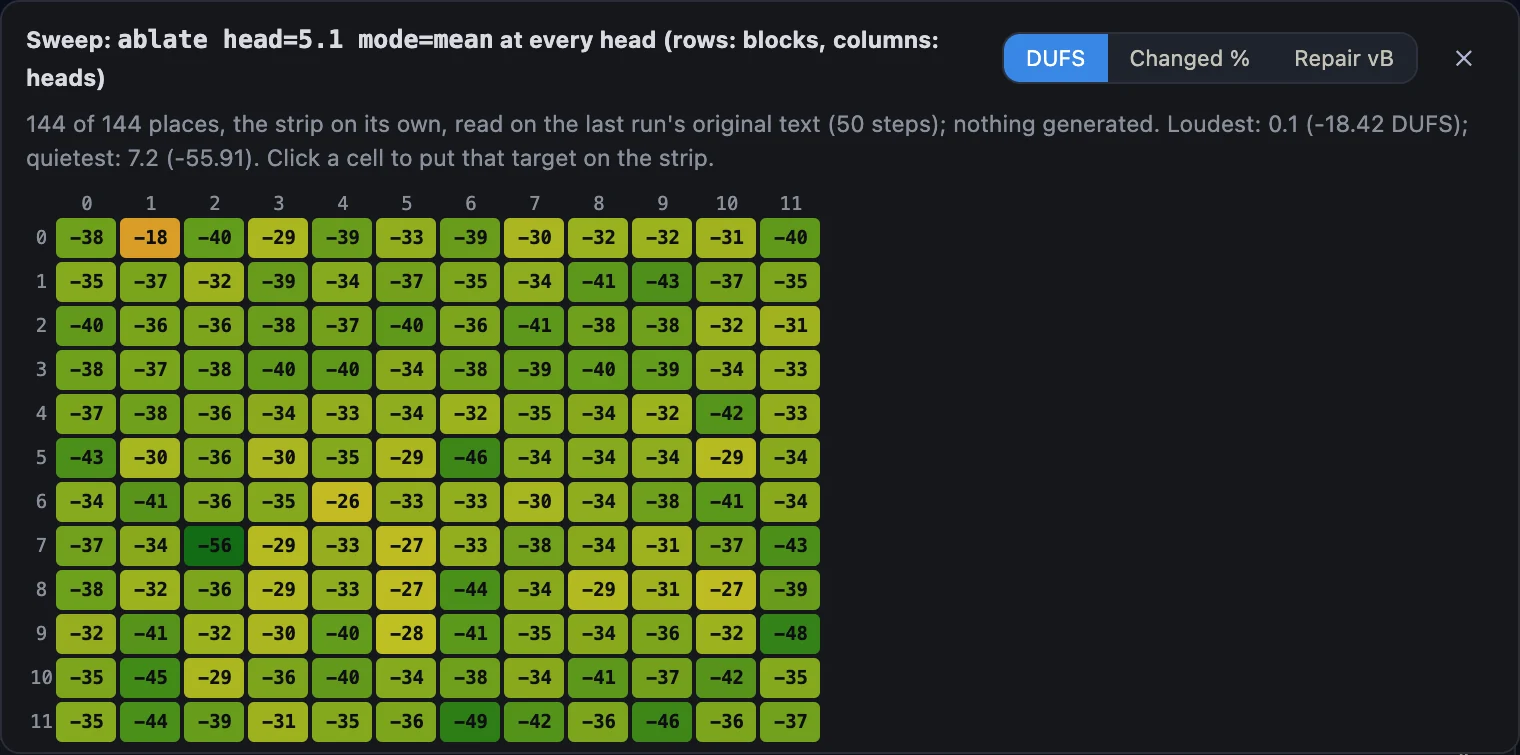 Sweep: ablate head=5.1 mode=mean at every head (rows: blocks, columns:
heads)
DUFS Changed % Repair vB ×
144 of 144 places, the strip on its own, read on the last run's original text (50 steps); nothing generated. Loudest: 0.1 (-18.42 DUFS);
quietest: 7.2 (-55.91). Click a cell to put that target on the strip.
0 1 2 3 4 5 6 7 8 9 10 11
0 −38 −18 −40 −29 −39 −33 −39 −30 −32 −32 −31 −40
1 −35 −37 −32 −39 −34 −37 −35 −34 −41 −43 −37 −35
2 −40 −36 −36 −38 −37 −40 −36 −41 −38 −38 −32 −31
3 −38 −37 −38 −40 −40 −34 −38 −39 −40 −39 −34 −33
4 −37 −38 −36 −34 −33 −34 −32 −35 −34 −32 −42 −33
5 −43 −30 −36 −30 −35 −29 −46 −34 −34 −34 −29 −34
6 −34 −41 −36 −35 −26 −33 −33 −30 −34 −38 −41 −34
7 −37 −34 −56 −29 −33 −27 −33 −38 −34 −31 −37 −43
8 −38 −32 −36 −29 −33 −27 −44 −34 −29 −31 −27 −39
9 −32 −41 −32 −30 −40 −28 −41 −35 −34 −36 −32 −48
10 −35 −45 −29 −36 −40 −34 −38 −34 −41 −37 −42 −35
11 −35 −44 −39 −31 −35 −36 −49 −42 −36 −46 −36 −37